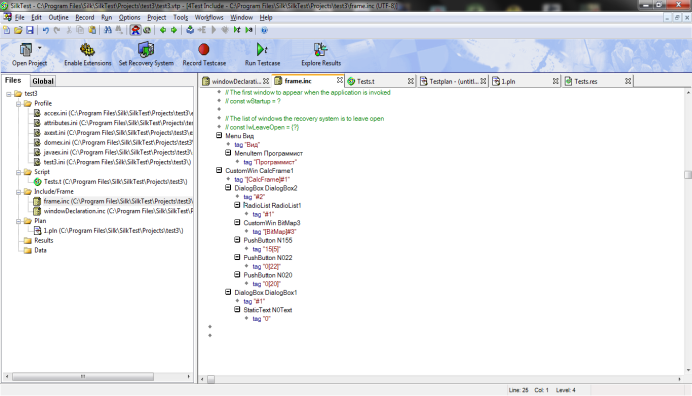 SilkTest - C:\Program Files\Silk\SilkTest\Projects\test3\test3.vtp - [4Test Include - C:\Program Files\Silk\SilkTest\Projects\test3\frame.inc (UTF-8)]
File Edit Outline Record Run Options Project Tools Workflows Window Help
Open Project Enable Extensions Set Recovery System Record Testcase Run Testcase Explore Results
Files Global
windowDeclarati... frame.inc Tests.t Testplan - (untitl... 1.pln Tests.res
test3
Profile
accex.ini (C:\Program Files\Silk\SilkTest\Projects\test3\e
attributes.ini (C:\Program Files\Silk\SilkTest\Projects\tes
axext.ini (C:\Program Files\Silk\SilkTest\Projects\test3\e
domex.ini (C:\Program Files\Silk\SilkTest\Projects\test3\
javaex.ini (C:\Program Files\Silk\SilkTest\Projects\test3\
test3.ini (C:\Program Files\Silk\SilkTest\Projects\test3\)
Script
Tests.t (C:\Program Files\Silk\SilkTest\Projects\test3\)
Include/Frame
frame.inc (C:\Program Files\Silk\SilkTest\Projects\test3\
windowDeclaration.inc (C:\Program Files\Silk\SilkTest\P
Plan
1.pln (C:\Program Files\Silk\SilkTest\Projects\test3\)
Results
Data
// The first window to appear when the application is invoked
// const wStartup = ?
// The list of windows the recovery system is to leave open
// const lwLeaveOpen = {?}
Menu Вид
tag "Вид"
MenuItem Программист
tag "Программист"
CustomWin CalcFrame1
tag "[CalcFrame]#1"
DialogBox DialogBox2
tag "#2"
RadioList RadioList1
tag "#1"
CustomWin BitMap3
tag "[BitMap]#3"
PushButton N155
tag "15[5]"
PushButton N022
tag "0[22]"
PushButton N020
tag "0[20]"
DialogBox DialogBox1
tag "#1"
StaticText N0Text
tag "0"
Line: 25 Col: 1 Level: 4